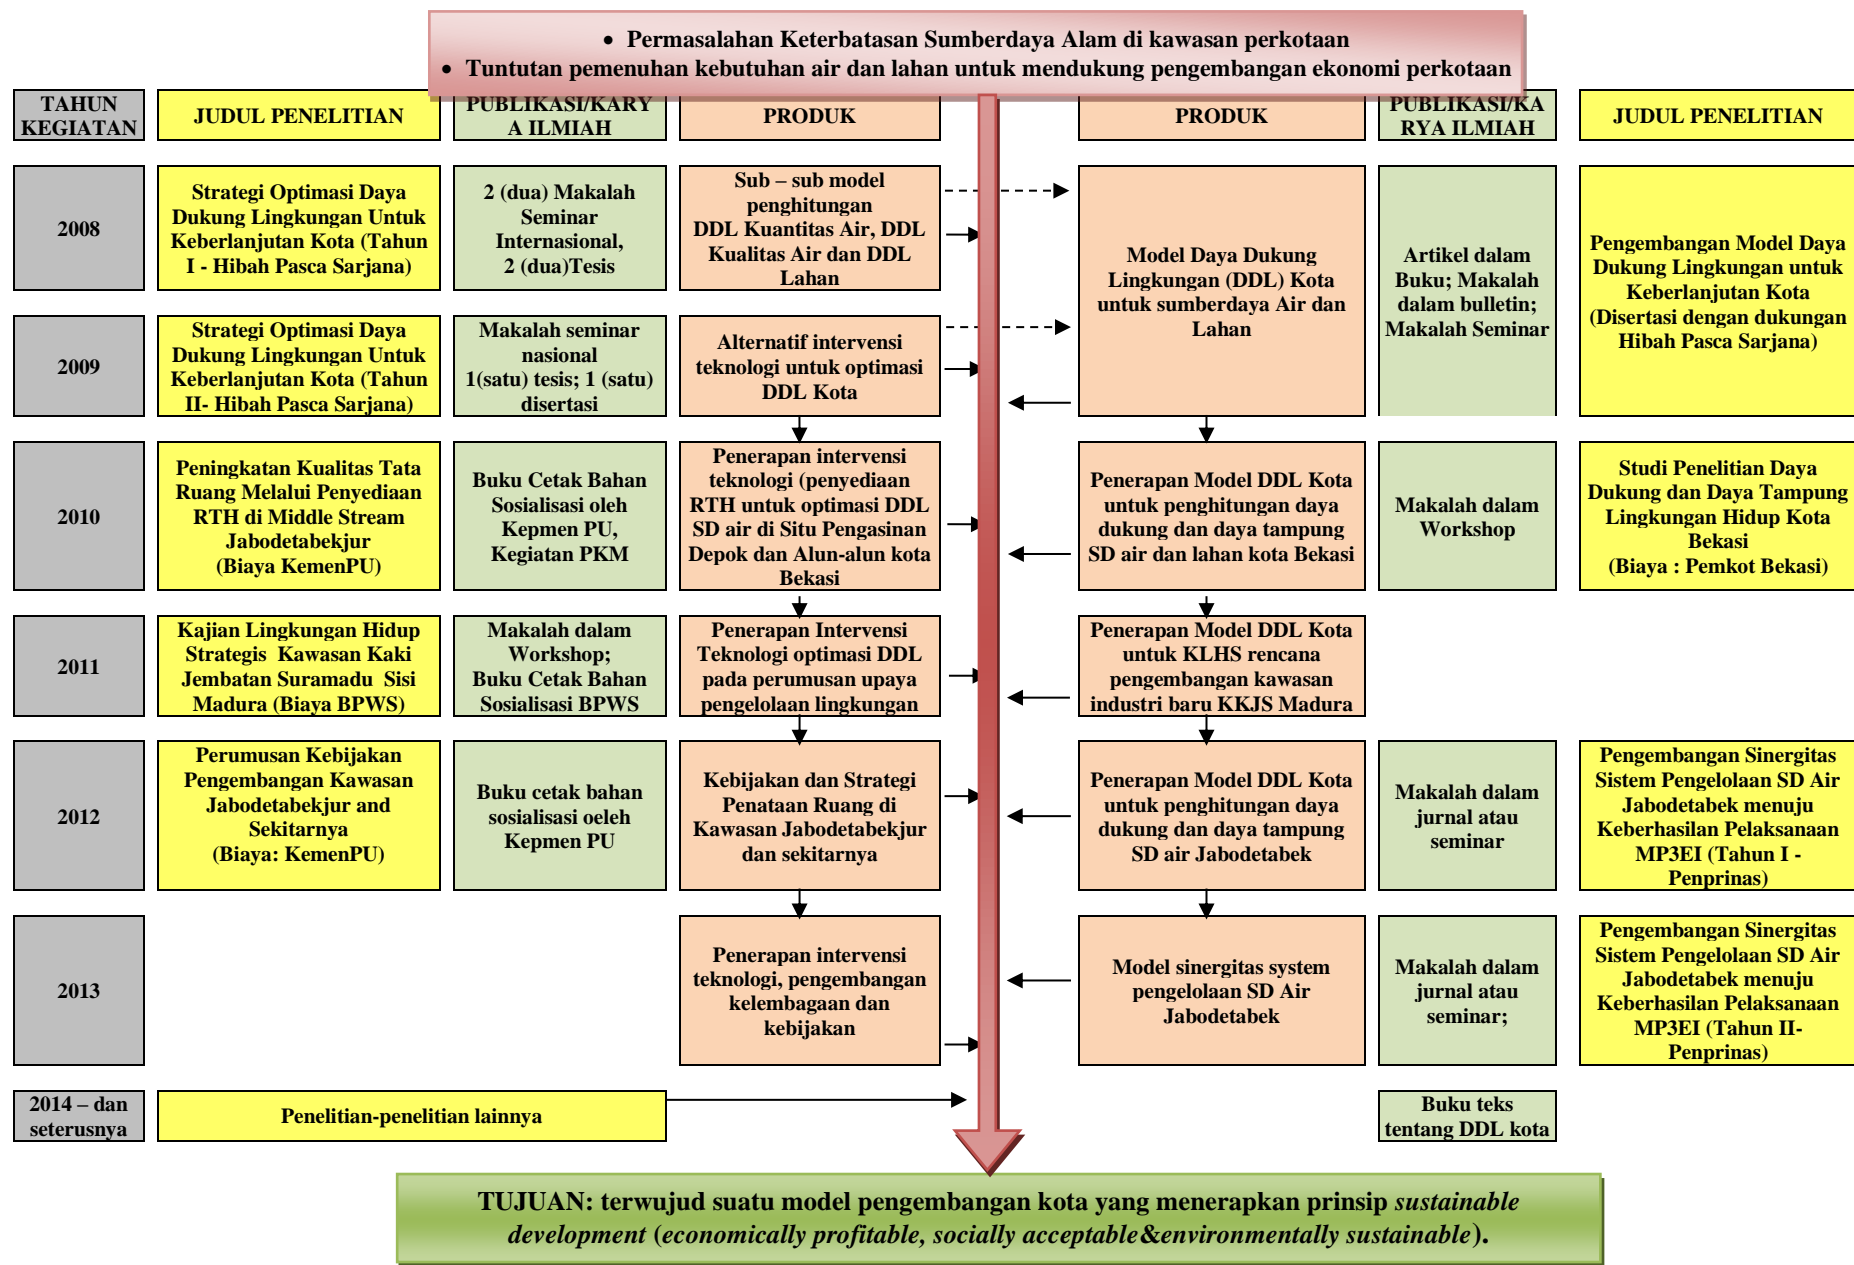 • Permasalahan Keterbatasan Sumberdaya Alam di kawasan perkotaan
• Tuntutan pemenuhan kebutuhan air dan lahan untuk mendukung pengembangan ekonomi perkotaan
TAHUN
KEGIATAN
JUDUL PENELITIAN
PUBLIKASI/KARY
A ILMIAH
PRODUK
PRODUK
PUBLIKASI/KA
RYA ILMIAH
JUDUL PENELITIAN
2008
Strategi Optimasi Daya
Dukung Lingkungan Untuk
Keberlanjutan Kota (Tahun
I - Hibah Pasca Sarjana)
2 (dua) Makalah
Seminar
Internasional,
2 (dua)Tesis
Sub – sub model
penghitungan
DDL Kuantitas Air, DDL
Kualitas Air dan DDL
Lahan
Model Daya Dukung
Lingkungan (DDL) Kota
untuk sumberdaya Air dan
Lahan
Artikel dalam
Buku; Makalah
dalam bulletin;
Makalah Seminar
Pengembangan Model Daya
Dukung Lingkungan untuk
Keberlanjutan Kota
(Disertasi dengan dukungan
Hibah Pasca Sarjana)
2009
Strategi Optimasi Daya
Dukung Lingkungan Untuk
Keberlanjutan Kota (Tahun
II- Hibah Pasca Sarjana)
Makalah seminar
nasional
1(satu) tesis; 1 (satu)
disertasi
Alternatif intervensi
teknologi untuk optimasi
DDL Kota
2010
Peningkatan Kualitas Tata
Ruang Melalui Penyediaan
RTH di Middle Stream
Jabodetabekjur
(Biaya KemenPU)
Buku Cetak Bahan
Sosialisasi oleh
Kepmen PU,
Kegiatan PKM
Penerapan intervensi
teknologi (penyediaan
RTH untuk optimasi DDL
SD air di Situ Pengasinan
Depok dan Alun-alun kota
Bekasi
Penerapan Model DDL Kota
untuk penghitungan daya
dukung dan daya tampung
SD air dan lahan kota Bekasi
Makalah dalam
Workshop
Studi Penelitian Daya
Dukung dan Daya Tampung
Lingkungan Hidup Kota
Bekasi
(Biaya : Pemkot Bekasi)
2011
Kajian Lingkungan Hidup
Strategis Kawasan Kaki
Jembatan Suramadu Sisi
Madura (Biaya BPWS)
Makalah dalam
Workshop;
Buku Cetak Bahan
Sosialisasi BPWS
Penerapan Intervensi
Teknologi optimasi DDL
pada perumusan upaya
pengelolaan lingkungan
Penerapan Model DDL Kota
untuk KLHS rencana
pengembangan kawasan
industri baru KKJS Madura
2012
Perumusan Kebijakan
Pengembangan Kawasan
Jabodetabekjur and
Sekitarnya
(Biaya: KemenPU)
Buku cetak bahan
sosialisasi oeleh
Kepmen PU
Kebijakan dan Strategi
Penataan Ruang di
Kawasan Jabodetabekjur
dan sekitarnya
Penerapan Model DDL Kota
untuk penghitungan daya
dukung dan daya tampung
SD air Jabodetabek
Makalah dalam
jurnal atau
seminar
Pengembangan Sinergitas
Sistem Pengelolaan SD Air
Jabodetabek menuju
Keberhasilan Pelaksanaan
MP3EI (Tahun I -
Penprinas)
2013
Penerapan intervensi
teknologi, pengembangan
kelembagaan dan
kebijakan
Model sinergitas system
pengelolaan SD Air
Jabodetabek
Makalah dalam
jurnal atau
seminar;
Pengembangan Sinergitas
Sistem Pengelolaan SD Air
Jabodetabek menuju
Keberhasilan Pelaksanaan
MP3EI (Tahun II-
Penprinas)
2014 – dan
seterusnya
Penelitian-penelitian lainnya
Buku teks
tentang DDL kota
TUJUAN: terwujud suatu model pengembangan kota yang menerapkan prinsip sustainable
development (economically profitable, socially acceptable&environmentally sustainable).